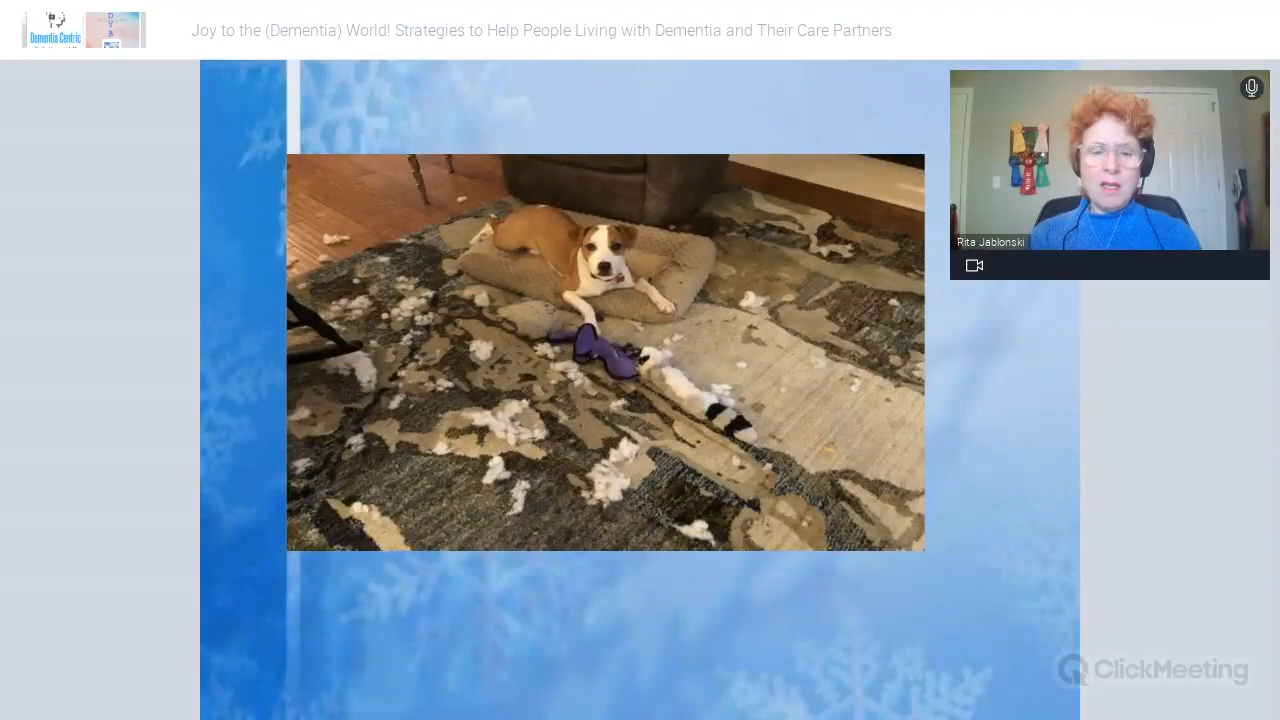 Dementia Centric
Joy to the (Dementia) World! Strategies to Help People Living with Dementia and Their Care Partners
Rita Jablonski
ClickMeeting